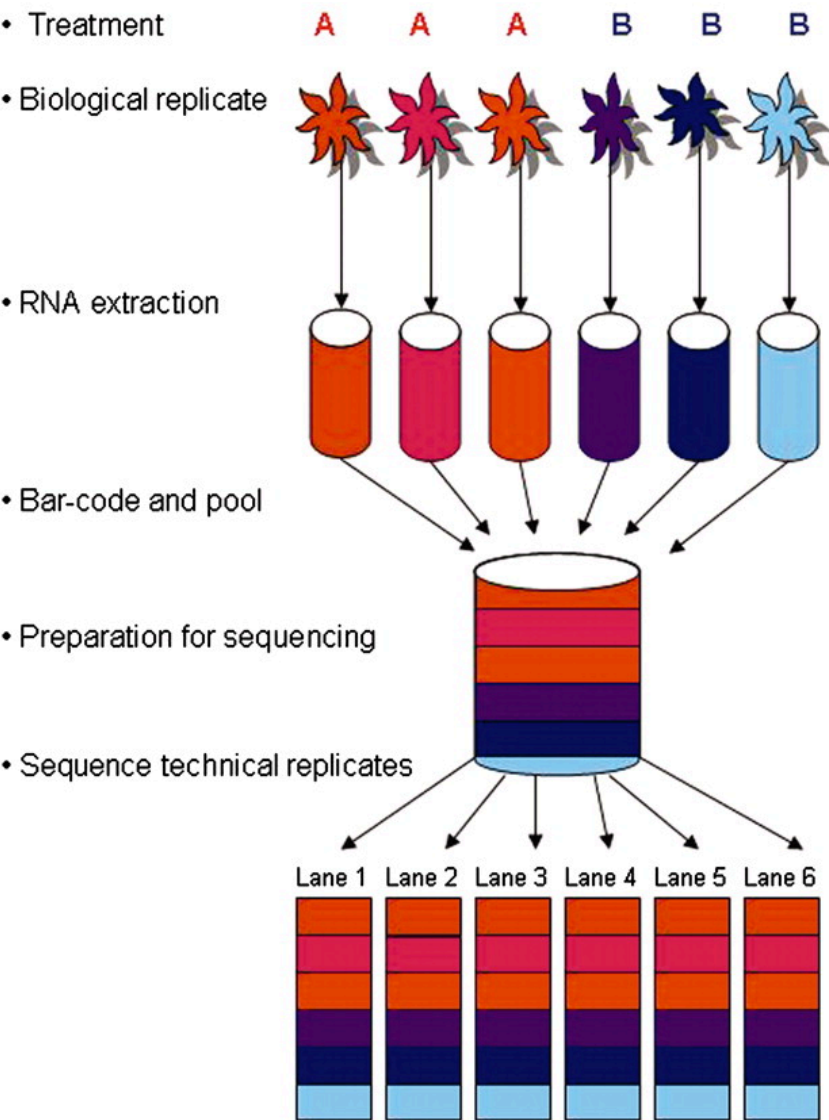 • Treatment A A A B B B
• Biological replicate
• RNA extraction
• Bar-code and pool
• Preparation for sequencing
• Sequence technical replicates
Lane 1 Lane 2 Lane 3 Lane 4 Lane 5 Lane 6